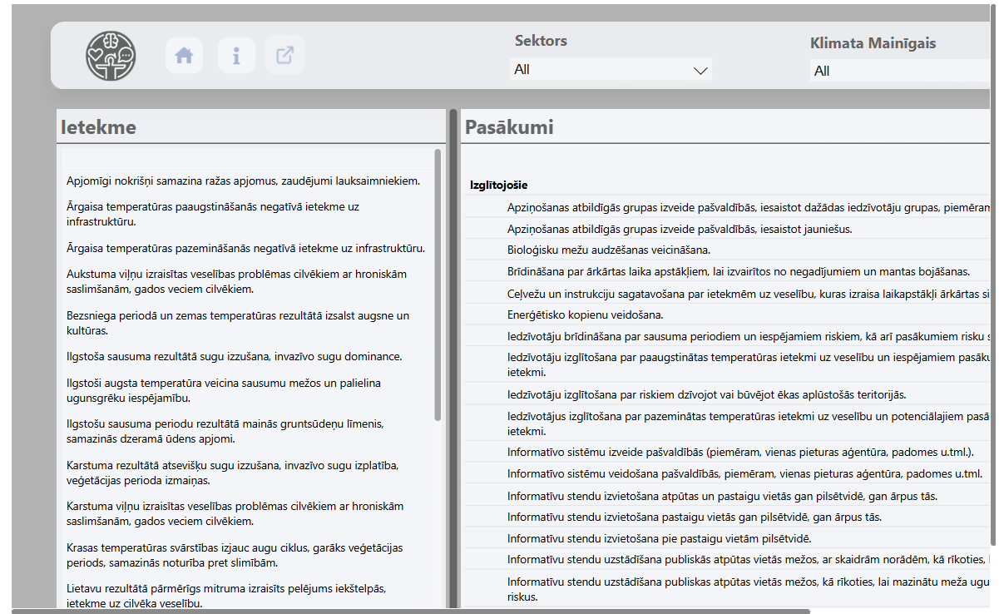 Sektors
All
Klimata Mainīgais
All
Ietekme
Apjomīgi nokrišņi samazina ražas apjomus, zaudējumi lauksaimniekiem.
Ārgaisa temperatūras paaugstināšanās negatīvā ietekme uz
infrastruktūru.
Ārgaisa temperatūras pazemināšanās negatīvā ietekme uz infrastruktūru.
Aukstuma viļņu izraisītas veselības problēmas cilvēkiem ar hroniskām
saslimšanām, gados veciem cilvēkiem.
Bezsniega periodā un zemas temperatūras rezultātā izsalst augsne un
kultūras.
Ilgstoša sausuma rezultātā sugu izzušana, invazīvo sugu dominance.
Ilgstoši augsta temperatūra veicina sausumu mežos un palielina
ugunsgrēku iespējamību.
Ilgstošu sausuma periodu rezultātā mainās gruntsūdeņu līmenis,
samazinās dzeramā ūdens apjomi.
Karstuma rezultātā atsevišķu sugu izzušana, invazīvo sugu izplatība,
veģetācijas perioda izmaiņas.
Karstuma viļņu izraisītas veselības problēmas cilvēkiem ar hroniskām
saslimšanām, gados veciem cilvēkiem.
Krasas temperatūras svārstības izjauc augu ciklus, garāks veģetācijas
periods, samazinās noturība pret slimībām.
Lietavu rezultātā pārmērīgs mitruma izraisīts pelējums iekštelpās,
ietekme uz cilvēka veselību.
Pasākumi
Izglītojošie
Apziņošanas atbildīgās grupas izveide pašvaldībās, iesaistot dažādas iedzīvotāju grupas, piemēram
Apziņošanas atbildīgās grupas izveide pašvaldībās, iesaistot jauniešus.
Bioloģisku mežu audzēšanas veicināšana.
Brīdināšana par ārkārtas laika apstākļiem, lai izvairītos no negadījumiem un mantas bojāšanas.
Ceļvežu un instrukciju sagatavošana par ietekmēm uz veselību, kuras izraisa laikapstākļi ārkārtas si
Enerģētisko kopienu veidošana.
Iedzīvotāju brīdināšana par sausuma periodiem un iespējamiem riskiem, kā arī pasākumiem risku s
Iedzīvotāju izglītošana par paaugstinātas temperatūras ietekmi uz veselību un iespējamiem pasāku
ietekmi.
Iedzīvotāju izglītošana par riskiem dzīvojot vai būvējot ēkas aplūstošās teritorijās.
Iedzīvotājus izglītošana par pazeminātas temperatūras ietekmi uz veselību un potenciālajiem pasā
ietekmi.
Informatīvo sistēmu izveide pašvaldībās (piemēram, vienas pieturas aģentūra, padomes u.tml.).
Informatīvo sistēmu veidošana pašvaldībās, piemēram, vienas pieturas aģentūra, padomes u.tml.
Informatīvu stendu izvietošana atpūtas un pastaigu vietās gan pilsētvidē, gan ārpus tās.
Informatīvu stendu izvietošana pastaigu vietās gan pilsētvidē, gan ārpus tās.
Informatīvu stendu izvietošana pie pastaigu vietām pilsētvidē.
Informatīvu stendu uzstādīšana publiskās atpūtas vietās mežos, ar skaidrām norādēm, kā rīkoties,
Informatīvu stendu uzstādīšana publiskas atpūtas vietās mežos, kā rīkoties, lai mazinātu meža ugu
riskus.